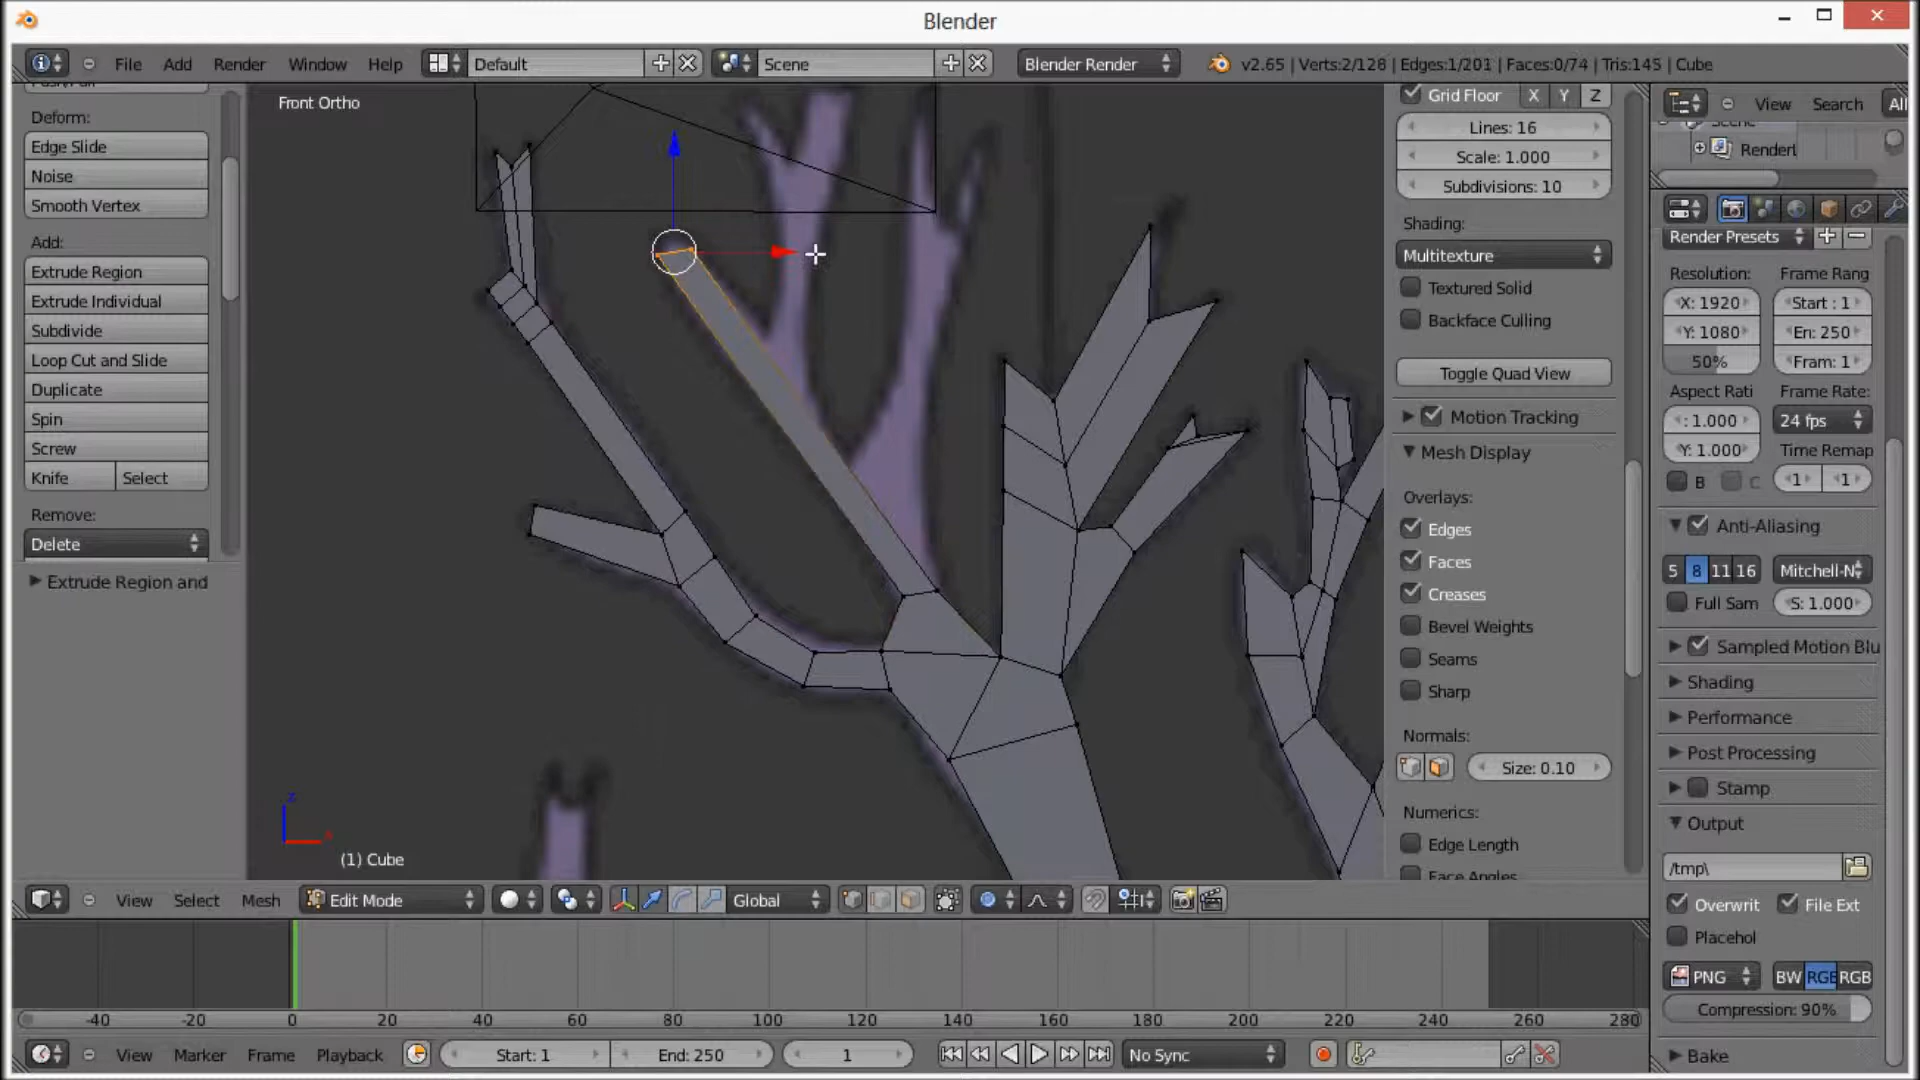 Blender
File Add Render Window Help Default Scene Blender Render v2.65 | Verts:2/128 | Edges:1/201 | Faces:0/74 | Tris:145 | Cube
Deform:
Edge Slide
Noise
Smooth Vertex
Add:
Extrude Region
Extrude Individual
Subdivide
Loop Cut and Slide
Duplicate
Spin
Screw
Knife Select
Remove:
Delete
Extrude Region and
Front Ortho
z
(1) Cube
Grid Floor X Y Z
Lines: 16
Scale: 1.000
Subdivisions: 10
Shading:
Multitexture
Textured Solid
Backface Culling
Toggle Quad View
Motion Tracking
Mesh Display
Overlays:
Edges
Faces
Creases
Bevel Weights
Seams
Sharp
Normals:
Size: 0.10
Numerics:
Edge Length
Face Angles
View Search All
Scene
RenderL
Render Presets
Resolution: Frame Rang
X: 1920 Start : 1
Y: 1080 En: 250
50% Fram: 1
Aspect Rati Frame Rate:
: 1.000 24 fps
Y: 1.000 Time Remap
B C 1 1
Anti-Aliasing
5 8 11 16 Mitchell-N
Full Sam S: 1.000
Sampled Motion Blu
Shading
Performance
Post Processing
Stamp
Output
/tmp\
Overwrit File Ext
Placehol
PNG BW RGB RGB
Compression: 90%
Bake
View Select Mesh Edit Mode Global
-40 -20 0 20 40 60 80 100 120 140 160 180 200 220 240 260 280
View Marker Frame Playback Start: 1 End: 250 1 No Sync